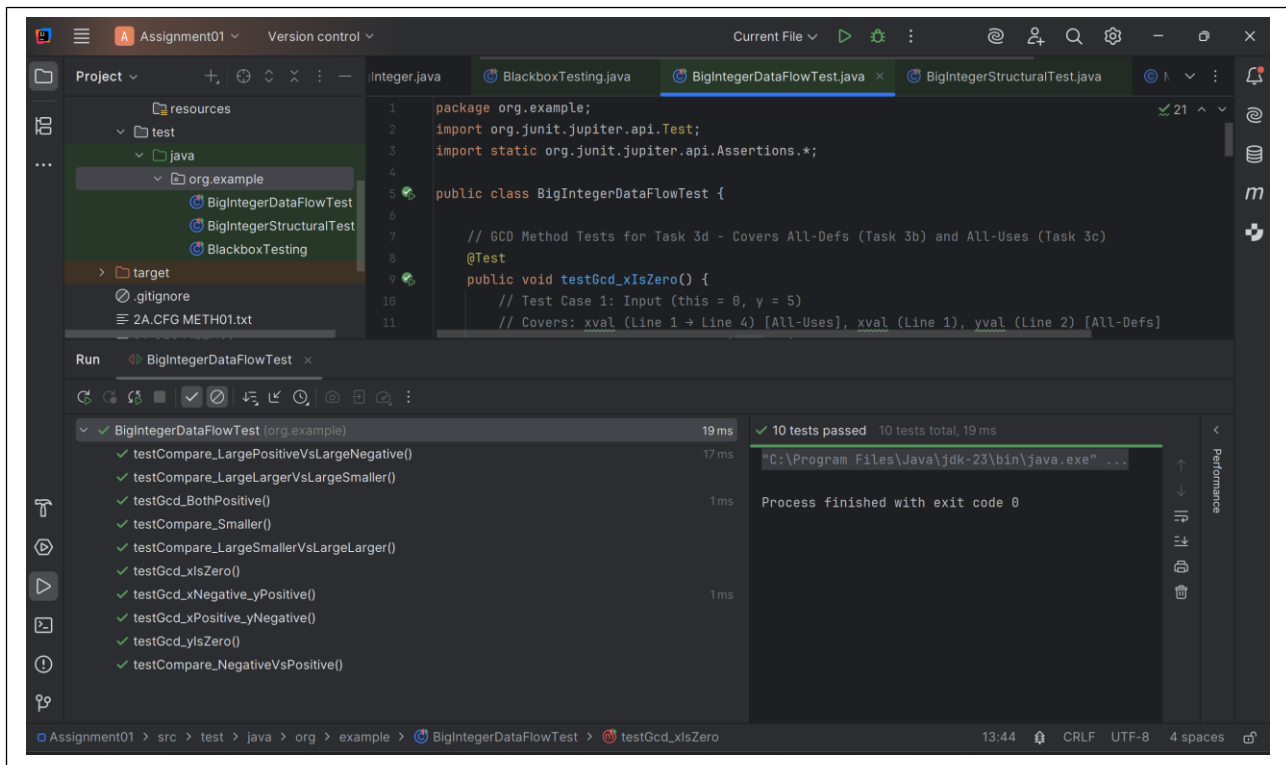 A Assignment01 Version control Current File
Project
Integer.java BlackboxTesting.java BigIntegerDataFlowTest.java BigIntegerStructuralTest.java
resources
test
java
org.example
BigIntegerDataFlowTest
BigIntegerStructuralTest
BlackboxTesting
target
.gitignore
2A.CFG METH01.txt
1 package org.example;
2 import org.junit.jupiter.api.Test;
3 import static org.junit.jupiter.api.Assertions.*;
4
5 public class BigIntegerDataFlowTest {
6
7 // GCD Method Tests for Task 3d - Covers All-Defs (Task 3b) and All-Uses (Task 3c)
8 @Test
9 public void testGcd_xIsZero() {
10 // Test Case 1: Input (this = 0, y = 5)
11 // Covers: xval (Line 1 → Line 4) [All-Uses], xval (Line 1), yval (Line 2) [All-Defs]
21
Run BigIntegerDataFlowTest
BigIntegerDataFlowTest (org.example) 19 ms
testCompare_LargePositiveVsLargeNegative() 17 ms
testCompare_LargeLargerVsLargeSmaller()
testGcd_BothPositive() 1 ms
testCompare_Smaller()
testCompare_LargeSmallerVsLargeLarger()
testGcd_xIsZero()
testGcd_xNegative_yPositive() 1 ms
testGcd_xPositive_yNegative()
testGcd_yIsZero()
testCompare_NegativeVsPositive()
10 tests passed 10 tests total, 19 ms
"C:\Program Files\Java\jdk-23\bin\java.exe" ...
Process finished with exit code 0
Performance
Assignment01 > src > test > java > org > example > BigIntegerDataFlowTest > testGcd_xIsZero 13:44 CRLF UTF-8 4 spaces